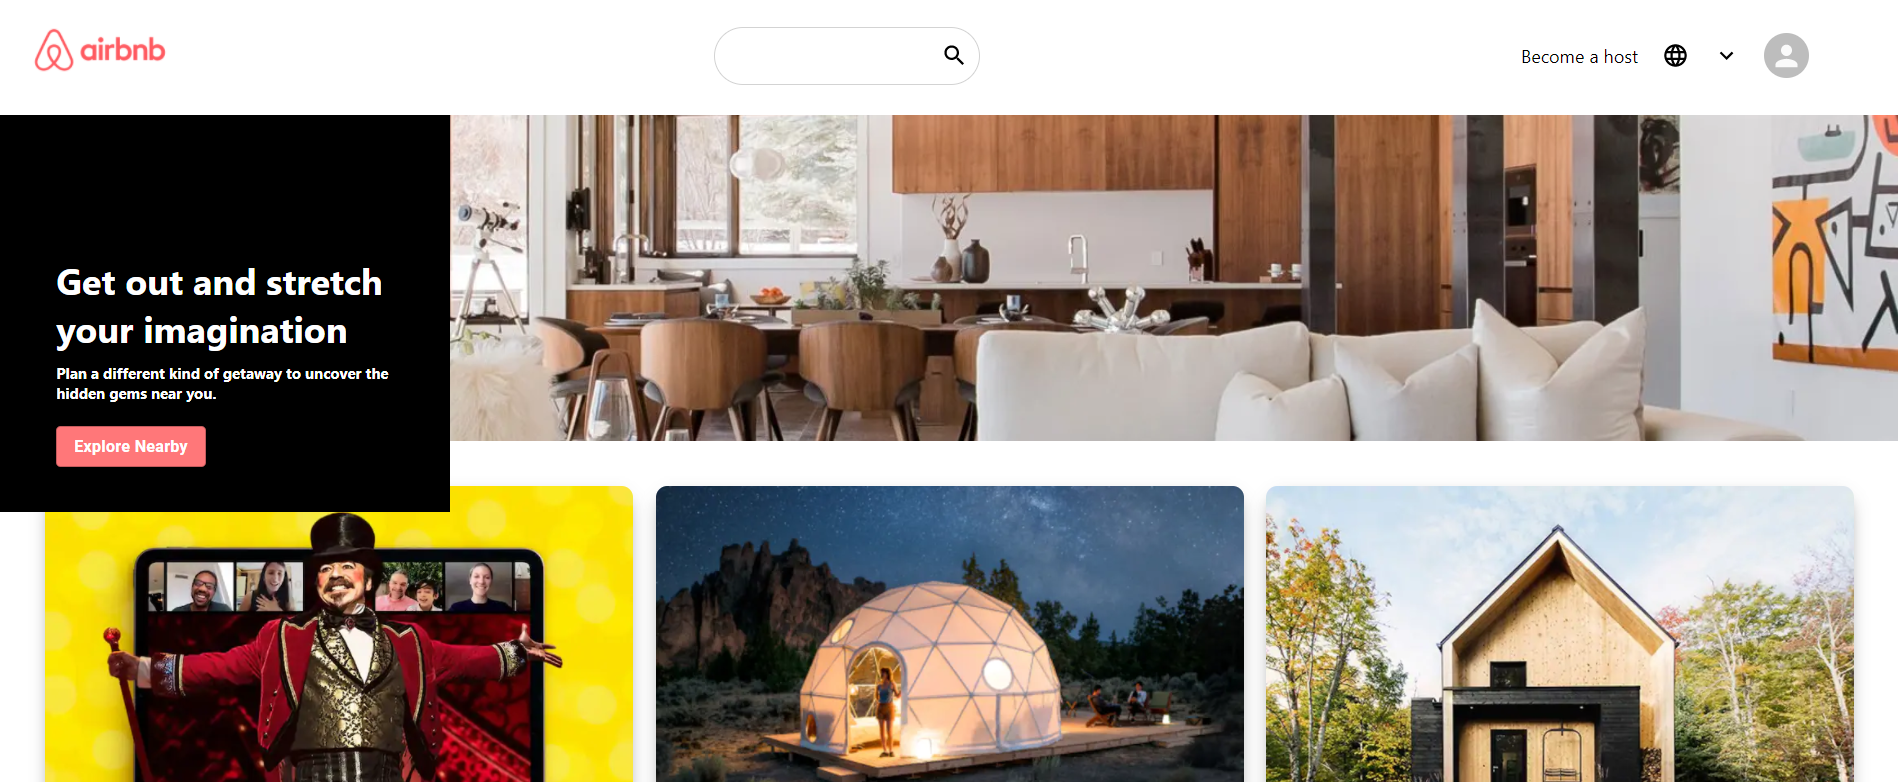 airbnb
Become a host
Get out and stretch
your imagination
Plan a different kind of getaway to uncover the
hidden gems near you.
Explore Nearby